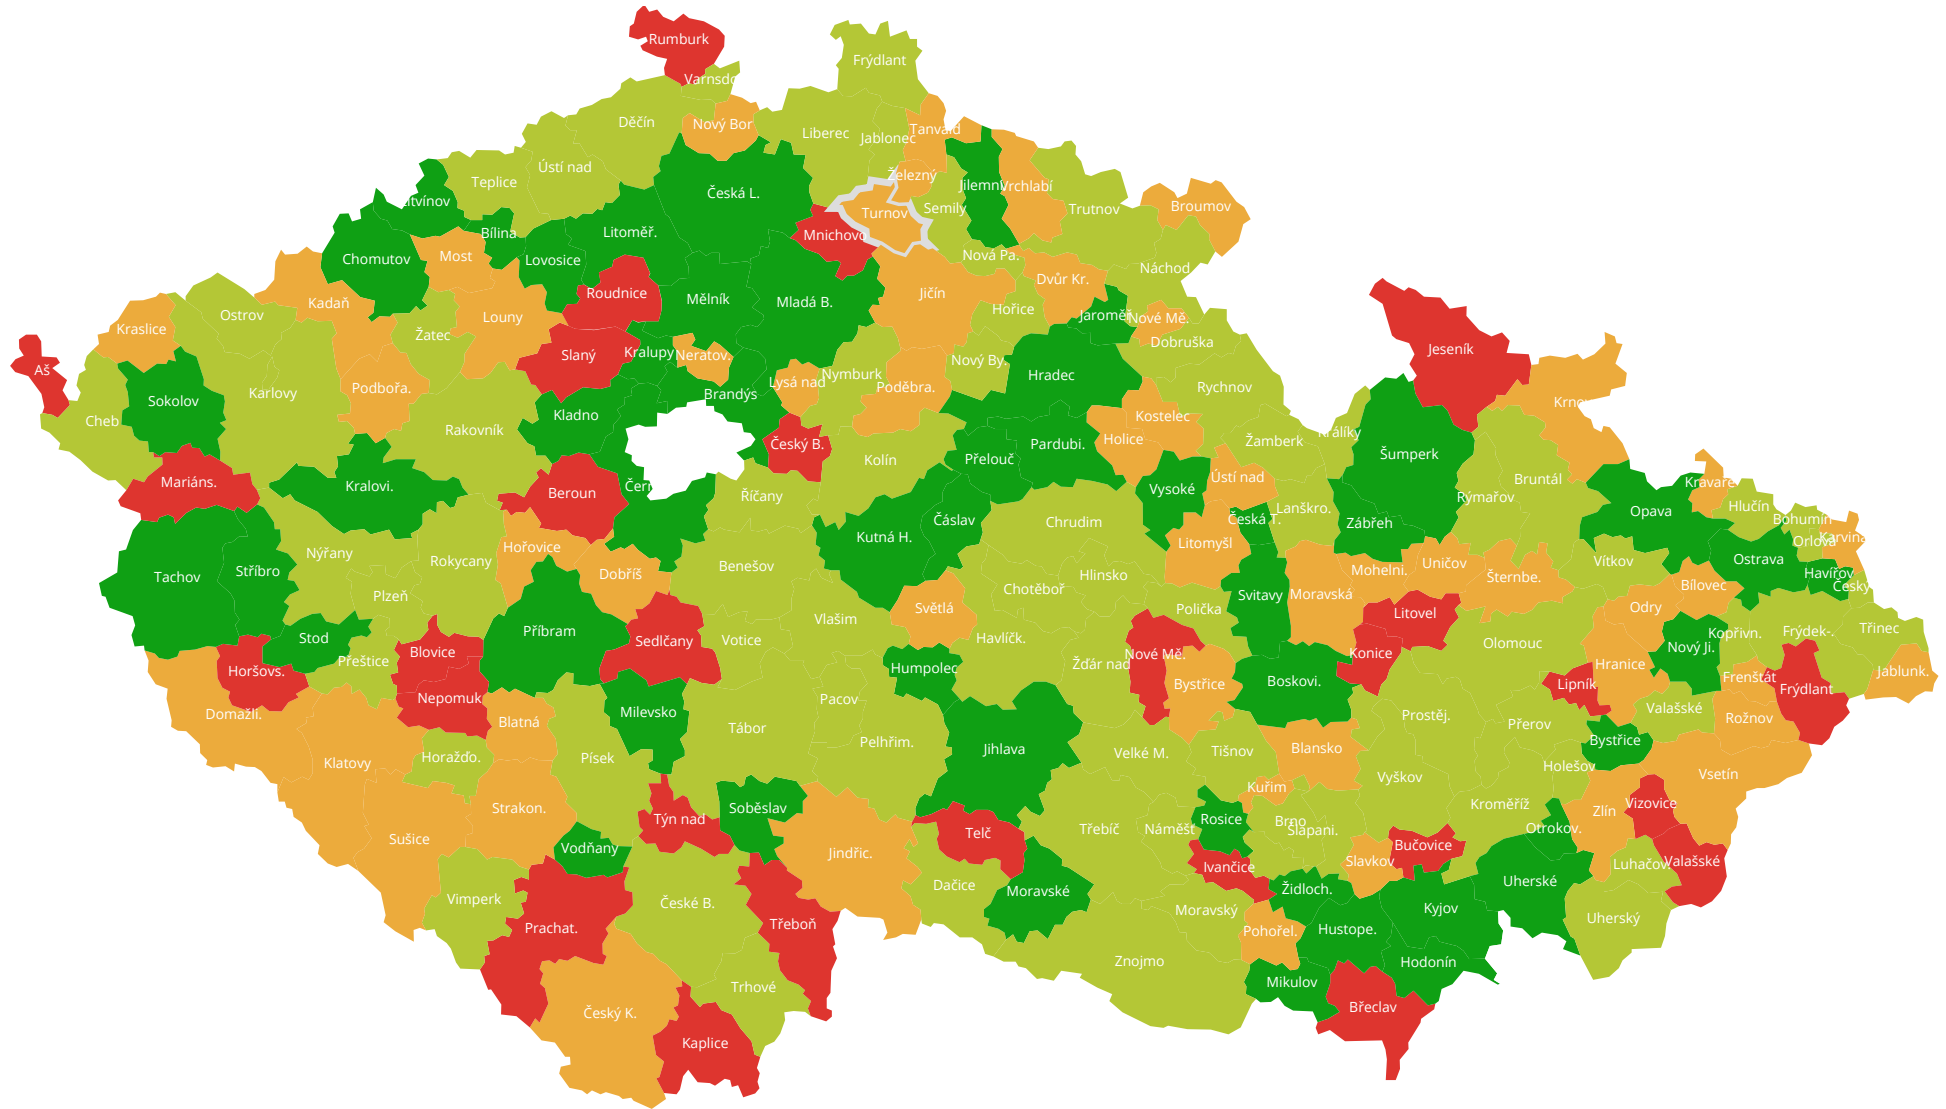 Rumburk
Frýdlant
Varnsdo
Děčín
Nový Bor
Liberec
Jablonec
Tanvald
Ústí nad
Teplice
Železný
Jilemni
Vrchlabí
Česká L.
itvínov
Turnov
Semily
Trutnov
Broumov
Bílina
Litoměř.
Mnichovo
Chomutov
Most
Lovosice
Nová Pa.
Náchod
Kadaň
Roudnice
Mělník
Mladá B.
Jičín
Dvůr Kr.
Ostrov
Kraslice
Louny
Hořice
Jaroměř
Nové Mě.
Žatec
Dobruška
Slaný
Kralupy
Neratov.
Jeseník
Aš
Nový By.
Nymburk
Hradec
Lysá nad
Poděbra.
Podbořa.
Karlovy
Rychnov
Brandýs
Sokolov
Krnov
Cheb
Kladno
Kostelec
Rakovník
Český B.
Pardubi.
Holice
Žamberk
Králíky
Šumperk
Kolín
Přelouč
Mariáns.
Kralovi.
Beroun
Čer
Říčany
Vysoké
Ústí nad
Bruntál
Kravaře
Rýmařov
Lanškro.
Hlučín
Opava
Čáslav
Chrudim
Česká T.
Zábřeh
Bohumín
Kutná H.
Orlová
Karviná
Hořovice
Litomyšl
Nýřany
Rokycany
Benešov
Dobříš
Tachov
Stříbro
Hlinsko
Mohelni.
Uničov
Vítkov
Ostrava
Havířov
Plzeň
Chotěboř
Svitavy
Moravská
Šternbe.
Bílovec
Český
Světlá
Polička
Litovel
Odry
Vlašim
Příbram
Stod
Sedlčany
Votice
Havlíčk.
Olomouc
Kopřivn.
Frýdek-.
Třinec
Blovice
Přeštice
Humpolec
Žďár nad
Nové Mě.
Konice
Nový Ji.
Hranice
Horšovs.
Bystřice
Boskovi.
Lipník
Frenštát
Frýdlant
Jablunk.
Nepomuk
Pacov
Domažli.
Blatná
Milevsko
Prostěj.
Přerov
Valašské
Rožnov
Tábor
Pelhřim.
Jihlava
Velké M.
Tišnov
Blansko
Bystřice
Klatovy
Horažďo.
Písek
Holešov
Vyškov
Vsetín
Kuřim
Strakon.
Soběslav
Týn nad
Kroměříž
Vizovice
Zlín
Rosice
Brno
Šlapani.
Otrokov.
Třebíč
Náměšť
Telč
Sušice
Vodňany
Jindřic.
Bučovice
Slavkov
Ivančice
Luhačov.
Valašské
Dačice
Moravské
Židloch.
Uherské
Vimperk
České B.
Moravský
Kyjov
Uherský
Prachat.
Třeboň
Pohořel.
Hustope.
Znojmo
Hodonín
Mikulov
Trhové
Český K.
Břeclav
Kaplice